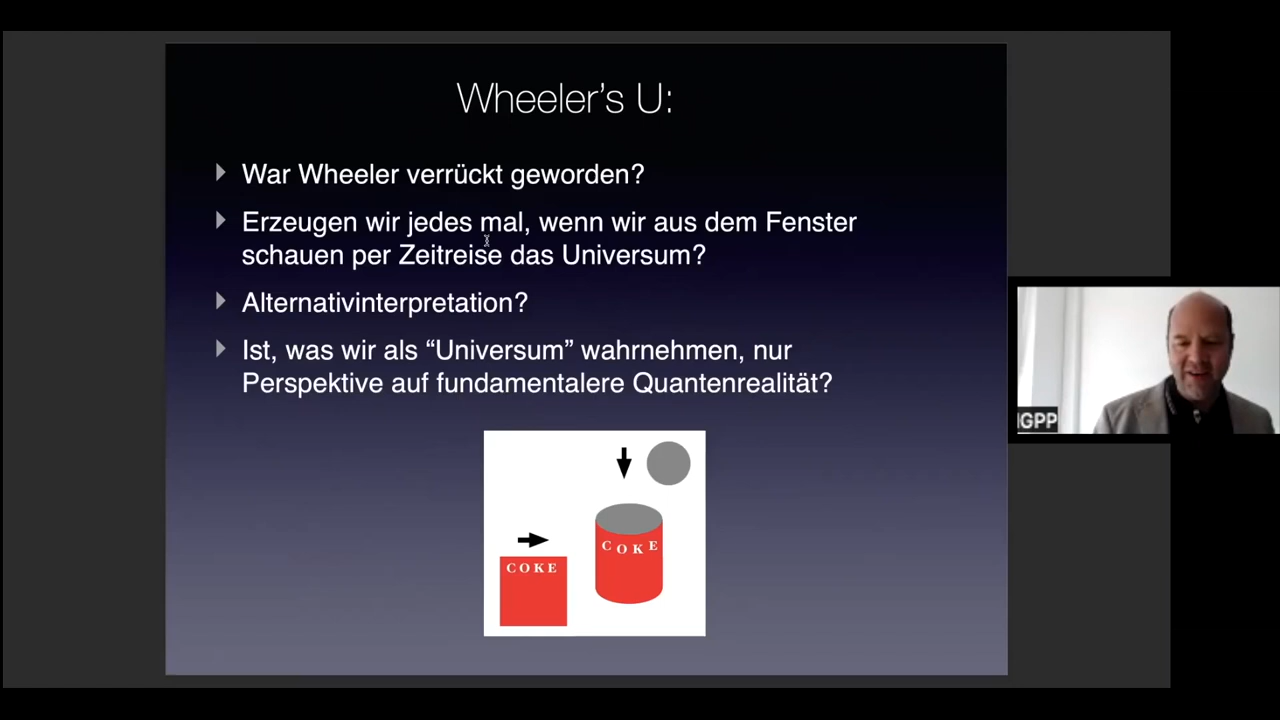 Wheeler's U:
War Wheeler verrückt geworden?
Erzeugen wir jedes mal, wenn wir aus dem Fenster
schauen per Zeitreise das Universum?
Alternativinterpretation?
Ist, was wir als “Universum” wahrnehmen, nur
Perspektive auf fundamentalere Quantenrealität?
COKE
COKE
IGPP